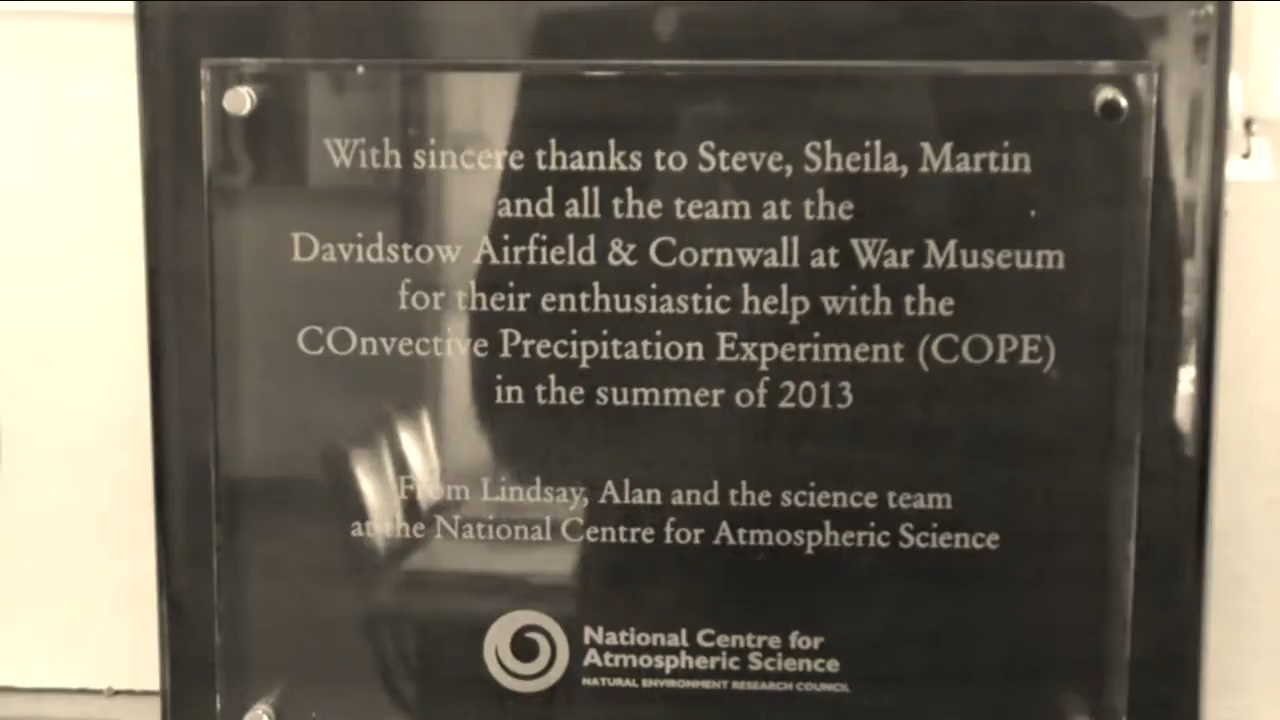 With sincere thanks to Steve, Sheila, Martin
and all the team at the
Davidstow Airfield & Cornwall at War Museum
for their enthusiastic help with the
COnvective Precipitation Experiment (COPE)
in the summer of 2013
From Lindsay, Alan and the science team
at the National Centre for Atmospheric Science
National Centre for
Atmospheric Science
NATURAL ENVIRONMENT RESEARCH COUNCIL